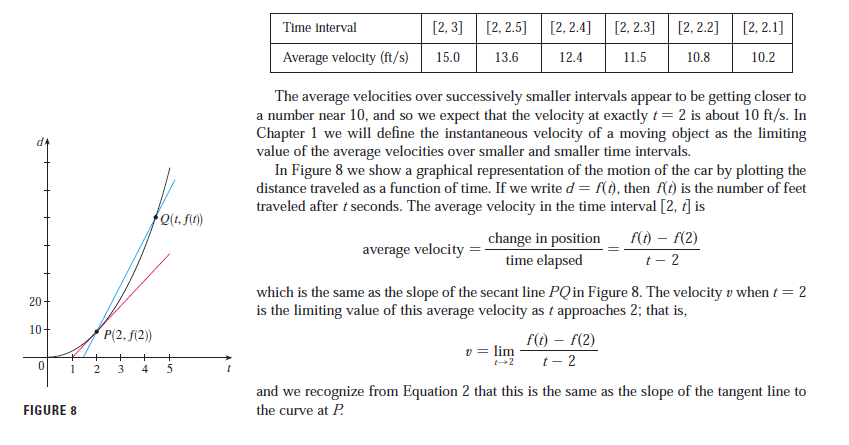 Time interval [2, 3] [2, 2.5] [2, 2.4] [2, 2.3] [2, 2.2] [2, 2.1]
Average velocity (ft/s) 15.0 13.6 12.4 11.5 10.8 10.2
The average velocities over successively smaller intervals appear to be getting closer to
a number near 10, and so we expect that the velocity at exactly t = 2 is about 10 ft/s. In
Chapter 1 we will define the instantaneous velocity of a moving object as the limiting
value of the average velocities over smaller and smaller time intervals.
In Figure 8 we show a graphical representation of the motion of the car by plotting the
distance traveled as a function of time. If we write d = f(t), then f(t) is the number of feet
traveled after t seconds. The average velocity in the time interval [2, t] is
average velocity = change in position / time elapsed = f(t) − f(2) / t − 2
which is the same as the slope of the secant line PQ in Figure 8. The velocity v when t = 2
is the limiting value of this average velocity as t approaches 2; that is,
v = lim t→2 f(t) − f(2) / t − 2
and we recognize from Equation 2 that this is the same as the slope of the tangent line to
the curve at P.
d
Q(t, f(t))
20
10
P(2, f(2))
0 1 2 3 4 5 t
FIGURE 8